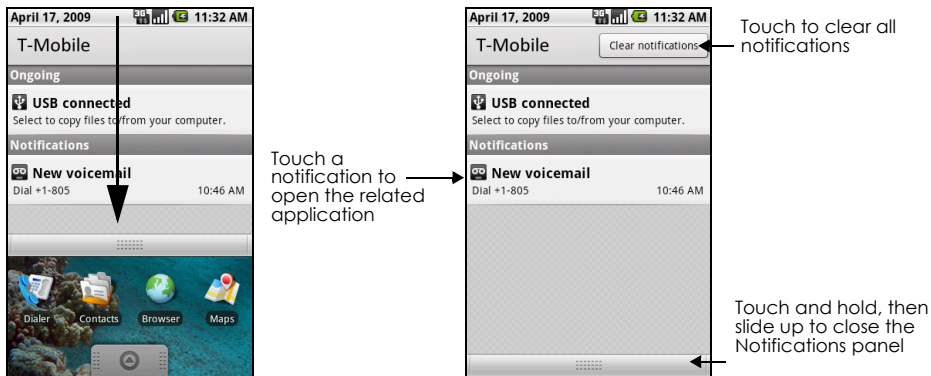 April 17, 2009 3G 11:32 AM
T-Mobile
Ongoing
USB connected
Select to copy files to/from your computer.
Notifications
New voicemail
Dial +1-805 10:46 AM
Dialer Contacts Browser Maps
Touch a
notification to
open the related
application
April 17, 2009 3G 11:32 AM
T-Mobile Clear notifications
Ongoing
USB connected
Select to copy files to/from your computer.
Notifications
New voicemail
Dial +1-805 10:46 AM
Touch to clear all
notifications
Touch and hold, then
slide up to close the
Notifications panel